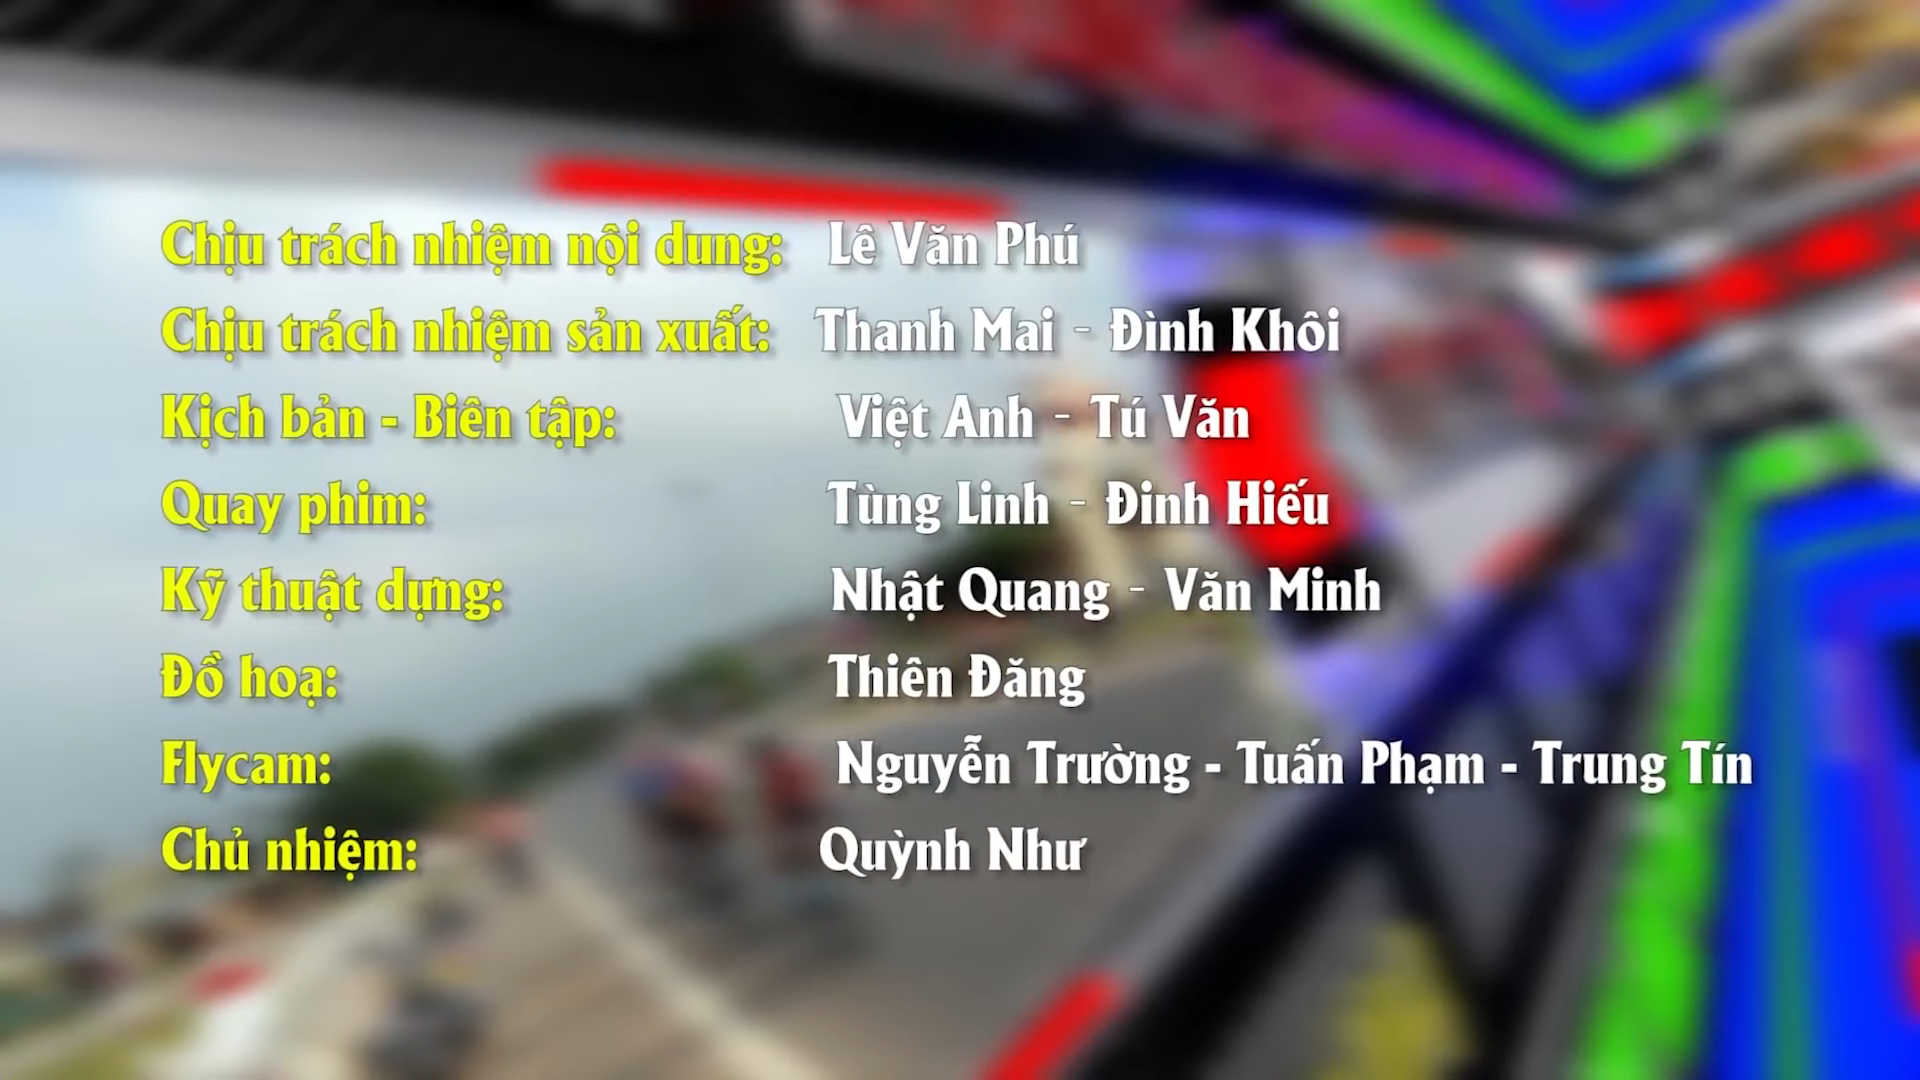 Chịu trách nhiệm nội dung: Lê Văn Phú
Chịu trách nhiệm sản xuất: Thanh Mai - Đình Khôi
Kịch bản - Biên tập: Việt Anh - Tú Văn
Quay phim: Tùng Linh - Đinh Hiếu
Kỹ thuật dựng: Nhật Quang - Văn Minh
Đồ hoạ: Thiên Đăng
Flycam: Nguyễn Trường - Tuấn Phạm - Trung Tín
Chủ nhiệm: Quỳnh Như